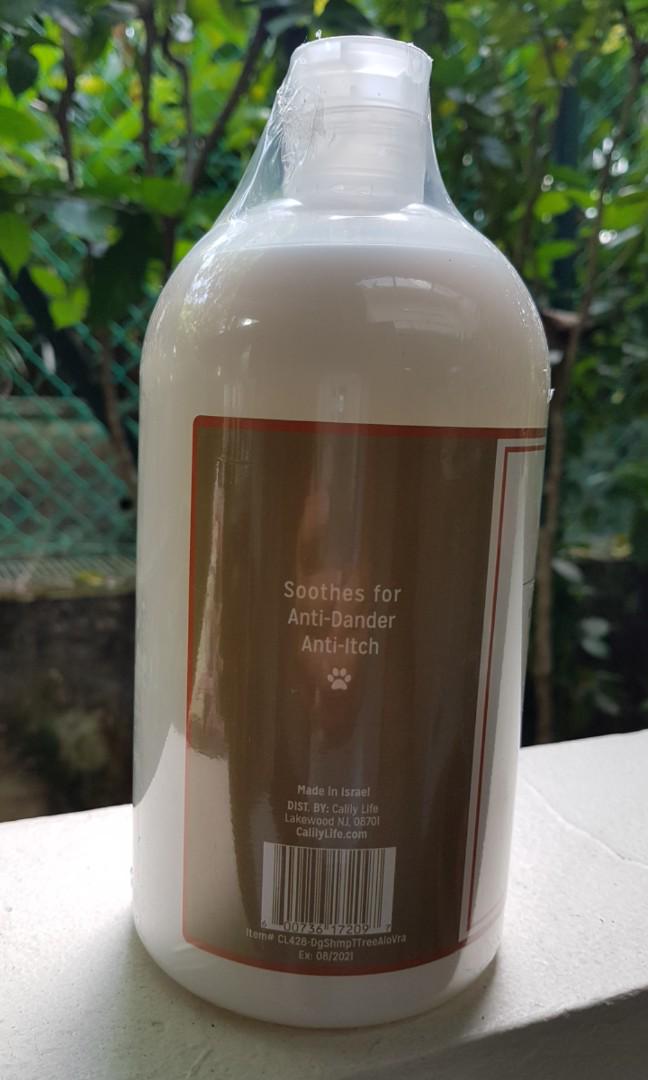 Soothes for
Anti-Dander
Anti-Itch
Made in Israel
DIST. BY: Calily Life
Lakewood NJ, 08701
CalilyLife.com
6 00736 17209 7
Item# CL428-DgShmpTTreeAloVra
Ex: 08/2021